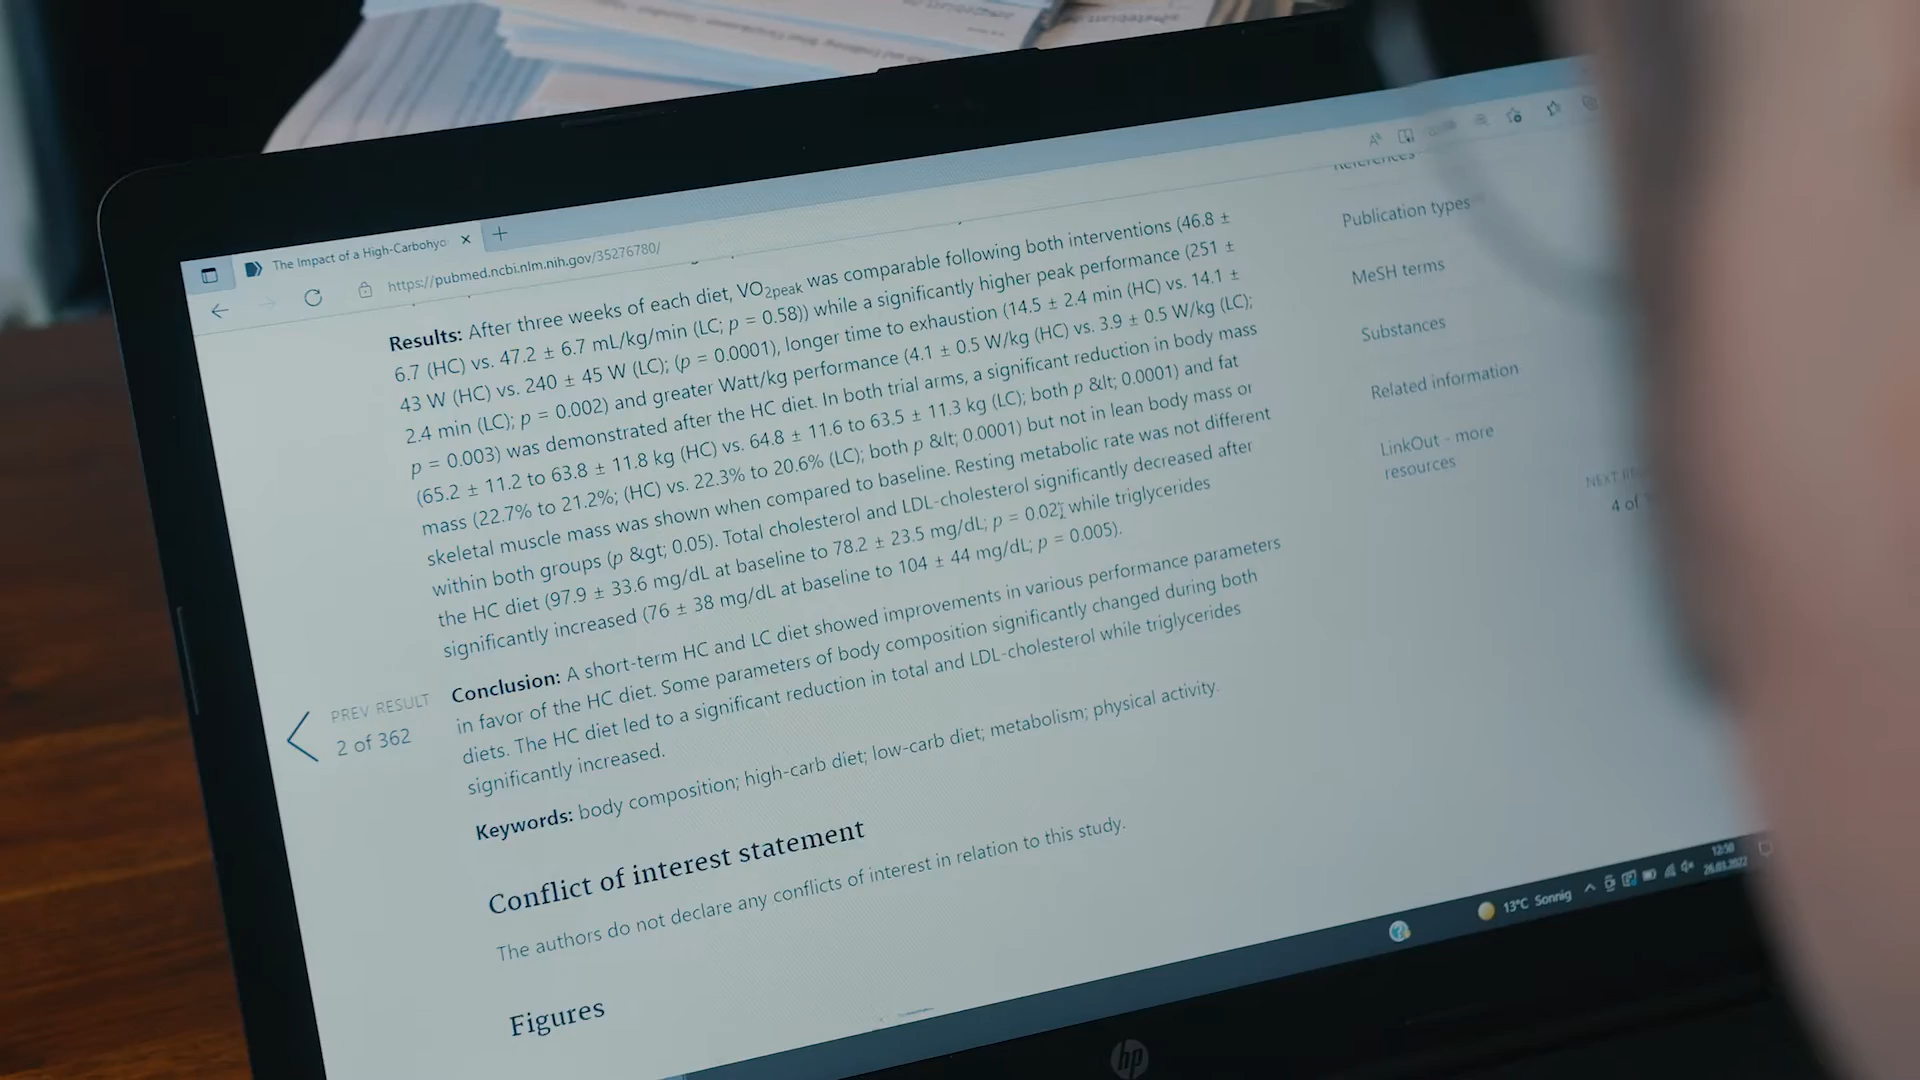 The Impact of a High-Carbohyo
https://pubmed.ncbi.nlm.nih.gov/35276780/
Results: After three weeks of each diet, VO2peak was comparable following both interventions (46.8 ±
6.7 (HC) vs. 47.2 ± 6.7 mL/kg/min (LC; p = 0.58)) while a significantly higher peak performance (251 ±
43 W (HC) vs. 240 ± 45 W (LC); (p = 0.0001), longer time to exhaustion (14.5 ± 2.4 min (HC) vs. 14.1 ±
2.4 min (LC); p = 0.002) and greater Watt/kg performance (4.1 ± 0.5 W/kg (HC) vs. 3.9 ± 0.5 W/kg (LC);
p = 0.003) was demonstrated after the HC diet. In both trial arms, a significant reduction in body mass
(65.2 ± 11.2 to 63.8 ± 11.8 kg (HC) vs. 64.8 ± 11.6 to 63.5 ± 11.3 kg (LC); both p &lt; 0.0001) and fat
mass (22.7% to 21.2%; (HC) vs. 22.3% to 20.6% (LC); both p &lt; 0.0001) but not in lean body mass or
skeletal muscle mass was shown when compared to baseline. Resting metabolic rate was not different
within both groups (p &gt; 0.05). Total cholesterol and LDL-cholesterol significantly decreased after
the HC diet (97.9 ± 33.6 mg/dL at baseline to 78.2 ± 23.5 mg/dL; p = 0.02) while triglycerides
significantly increased (76 ± 38 mg/dL at baseline to 104 ± 44 mg/dL; p = 0.005).
Conclusion: A short-term HC and LC diet showed improvements in various performance parameters
in favor of the HC diet. Some parameters of body composition significantly changed during both
diets. The HC diet led to a significant reduction in total and LDL-cholesterol while triglycerides
significantly increased.
Keywords: body composition; high-carb diet; low-carb diet; metabolism; physical activity.
Conflict of interest statement
The authors do not declare any conflicts of interest in relation to this study.
Figures
PREV RESULT
2 of 362
References
Publication types
MeSH terms
Substances
Related information
LinkOut - more
resources
NEXT
4 of
13°C Sonnig
12:50
26.03.2022
hp